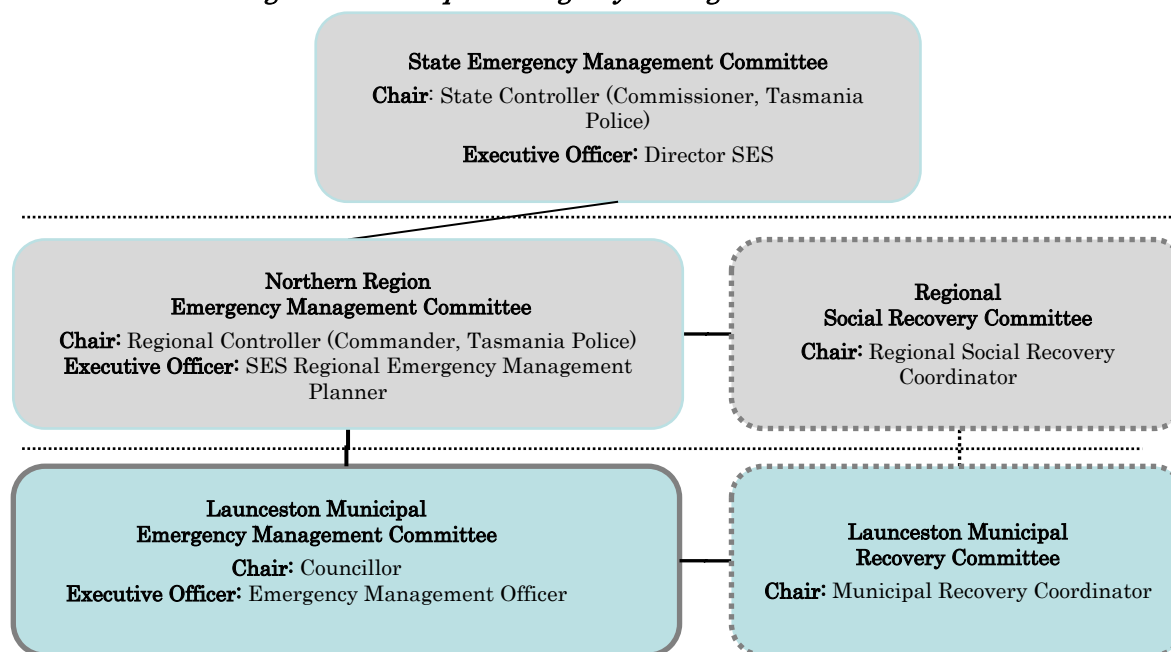 State Emergency Management Committee
Chair: State Controller (Commissioner, Tasmania
Police)
Executive Officer: Director SES
Northern Region
Emergency Management Committee
Chair: Regional Controller (Commander, Tasmania Police)
Executive Officer: SES Regional Emergency Management
Planner
Regional
Social Recovery Committee
Chair: Regional Social Recovery
Coordinator
Launceston Municipal
Emergency Management Committee
Chair: Councillor
Executive Officer: Emergency Management Officer
Launceston Municipal
Recovery Committee
Chair: Municipal Recovery Coordinator